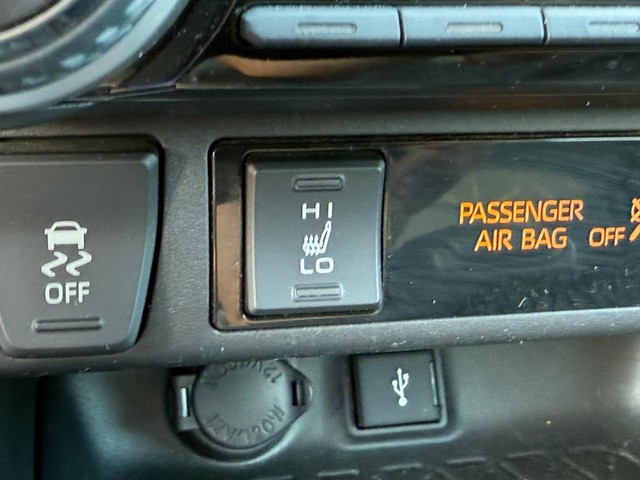 HI
LO
OFF
PASSENGER
AIR BAG OFF
12V/120W